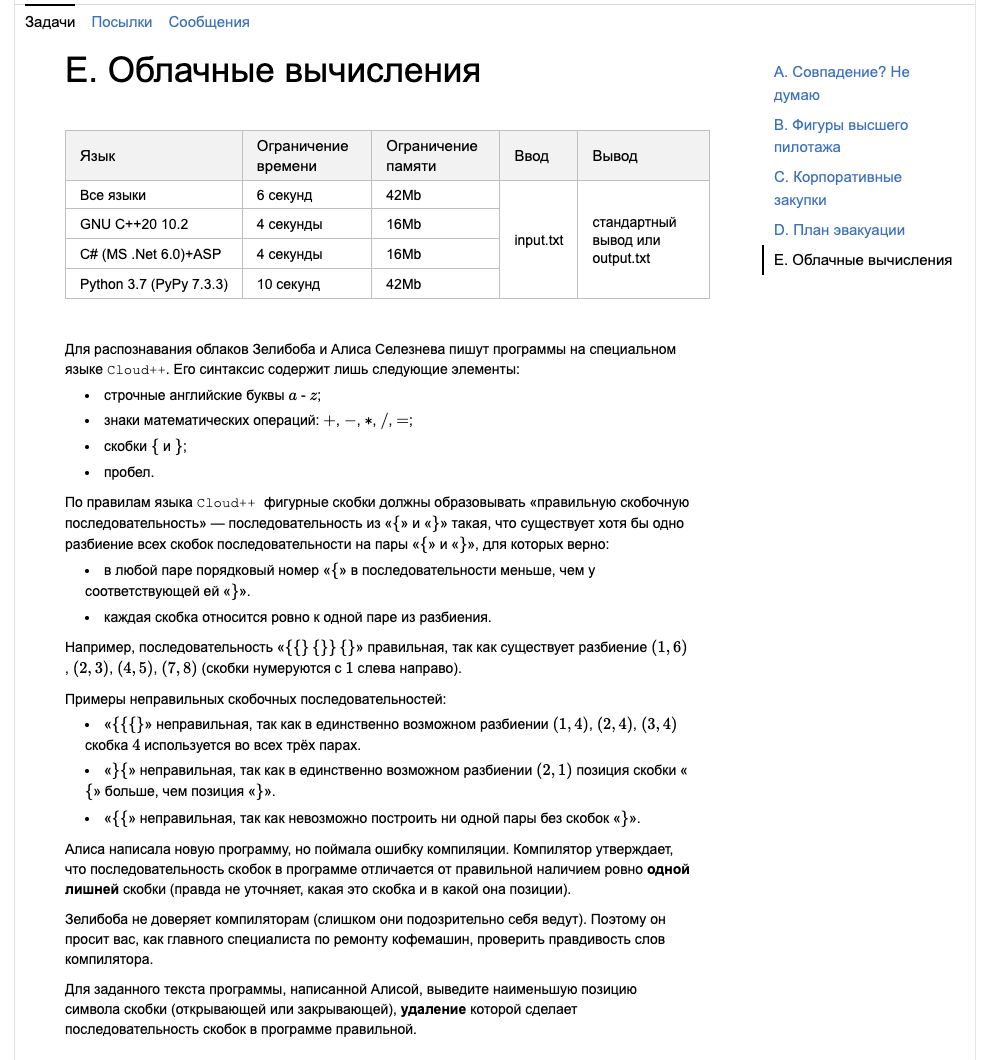 Задачи Посылки Сообщения
E. Облачные вычисления
A. Совпадение? Не
думаю
B. Фигуры высшего
пилотажа
C. Корпоративные
закупки
D. План эвакуации
E. Облачные вычисления
Язык Ограничение времени Ограничение памяти Ввод Вывод
Все языки 6 секунд 42Mb input.txt стандартный вывод или output.txt
GNU C++20 10.2 4 секунды 16Mb
C# (MS .Net 6.0)+ASP 4 секунды 16Mb
Python 3.7 (PyPy 7.3.3) 10 секунд 42Mb
Для распознавания облаков Зелибоба и Алиса Селезнева пишут программы на специальном
языке Cloud++. Его синтаксис содержит лишь следующие элементы:
• строчные английские буквы a - z;
• знаки математических операций: +, −, *, /, =;
• скобки { и };
• пробел.
По правилам языка Cloud++ фигурные скобки должны образовывать «правильную скобочную
последовательность» — последовательность из «{» и «}» такая, что существует хотя бы одно
разбиение всех скобок последовательности на пары «{» и «}», для которых верно:
• в любой паре порядковый номер «{» в последовательности меньше, чем у
соответствующей ей «}».
• каждая скобка относится ровно к одной паре из разбиения.
Например, последовательность «{{} {}} {}» правильная, так как существует разбиение (1, 6)
, (2, 3), (4, 5), (7, 8) (скобки нумеруются с 1 слева направо).
Примеры неправильных скобочных последовательностей:
• «{{{}» неправильная, так как в единственно возможном разбиении (1, 4), (2, 4), (3, 4)
скобка 4 используется во всех трёх парах.
• «}{» неправильная, так как в единственно возможном разбиении (2, 1) позиция скобки «
{» больше, чем позиция «}».
• «{{» неправильная, так как невозможно построить ни одной пары без скобок «}».
Алиса написала новую программу, но поймала ошибку компиляции. Компилятор утверждает,
что последовательность скобок в программе отличается от правильной наличием ровно одной
лишней скобки (правда не уточняет, какая это скобка и в какой она позиции).
Зелибоба не доверяет компиляторам (слишком они подозрительно себя ведут). Поэтому он
просит вас, как главного специалиста по ремонту кофемашин, проверить правдивость слов
компилятора.
Для заданного текста программы, написанной Алисой, выведите наименьшую позицию
символа скобки (открывающей или закрывающей), удаление которой сделает
последовательность скобок в программе правильной.